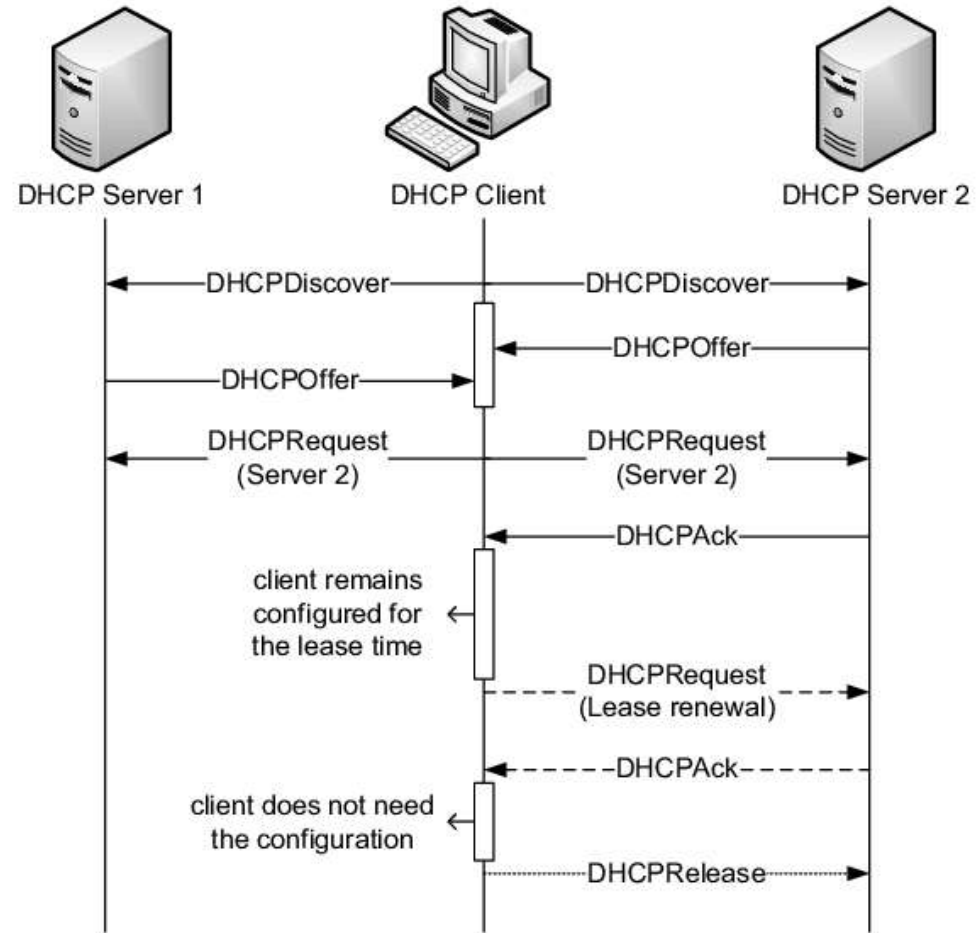 DHCP Server 1
DHCP Client
DHCP Server 2
DHCPDiscover
DHCPDiscover
DHCPOffer
DHCPOffer
DHCPRequest
(Server 2)
DHCPRequest
(Server 2)
DHCPAck
client remains
configured for
the lease time
DHCPRequest
(Lease renewal)
DHCPAck
client does not need
the configuration
DHCPRelease